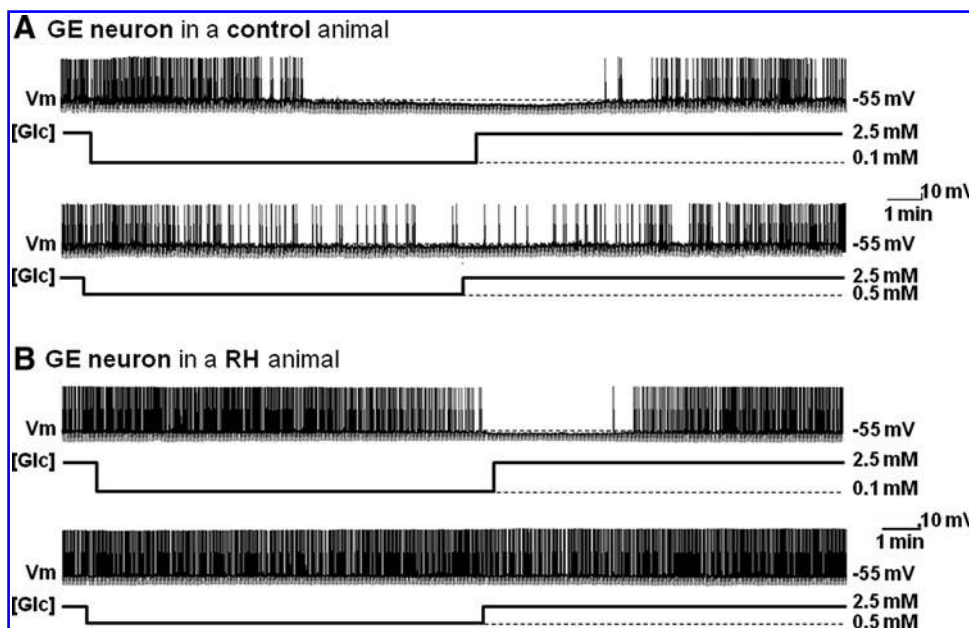 A GE neuron in a control animal
Vm -55 mV
[Glc] 2.5 mM
0.1 mM
10 mV
1 min
Vm -55 mV
[Glc] 2.5 mM
0.5 mM
B GE neuron in a RH animal
Vm -55 mV
[Glc] 2.5 mM
0.1 mM
10 mV
1 min
Vm -55 mV
[Glc] 2.5 mM
0.5 mM